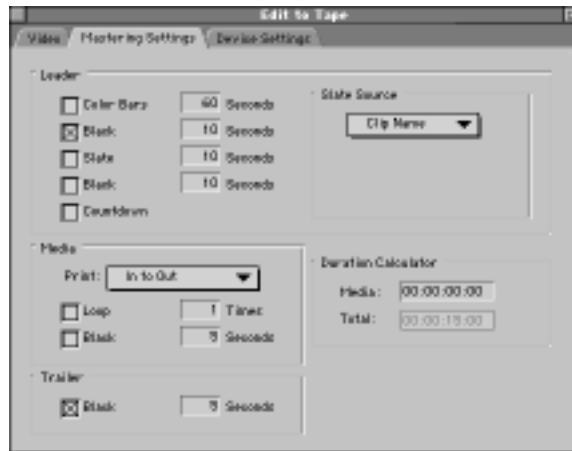 Edit to Tape
Video Mastering Settings Device Settings
Leader
Color Bars 60 Seconds
Black 10 Seconds
Slate 10 Seconds
Black 10 Seconds
Countdown
Slate Source
Clip Name
Media
Print: In to Out
Loop 1 Times
Black 5 Seconds
Duration Calculator
Media: 00:00:00:00
Total: 00:00:15:00
Trailer
Black 5 Seconds